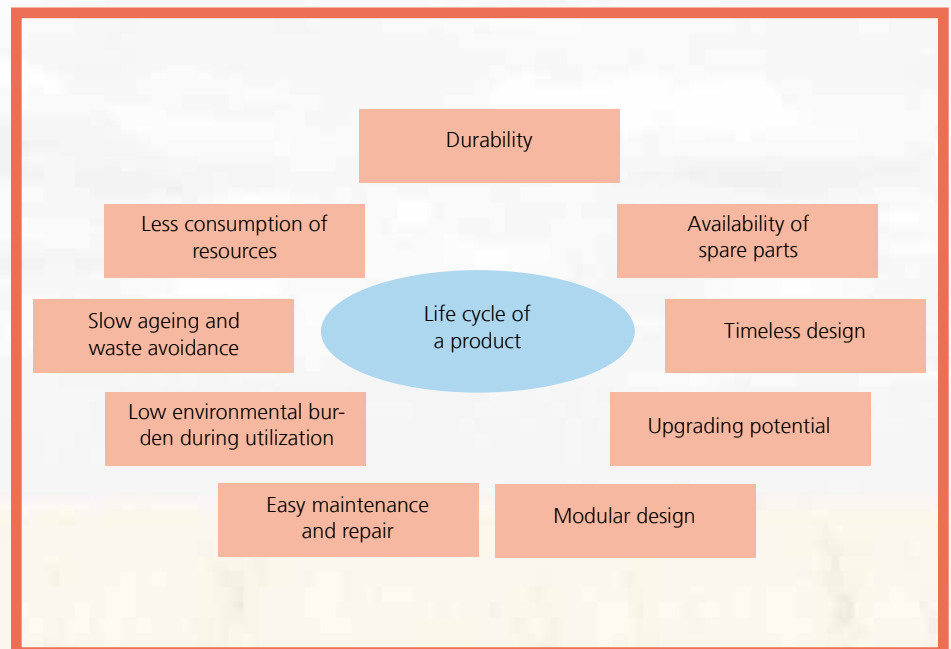 Durability
Less consumption of
resources
Availability of
spare parts
Life cycle of
a product
Slow ageing and
waste avoidance
Timeless design
Low environmental bur-
den during utilization
Upgrading potential
Easy maintenance
and repair
Modular design